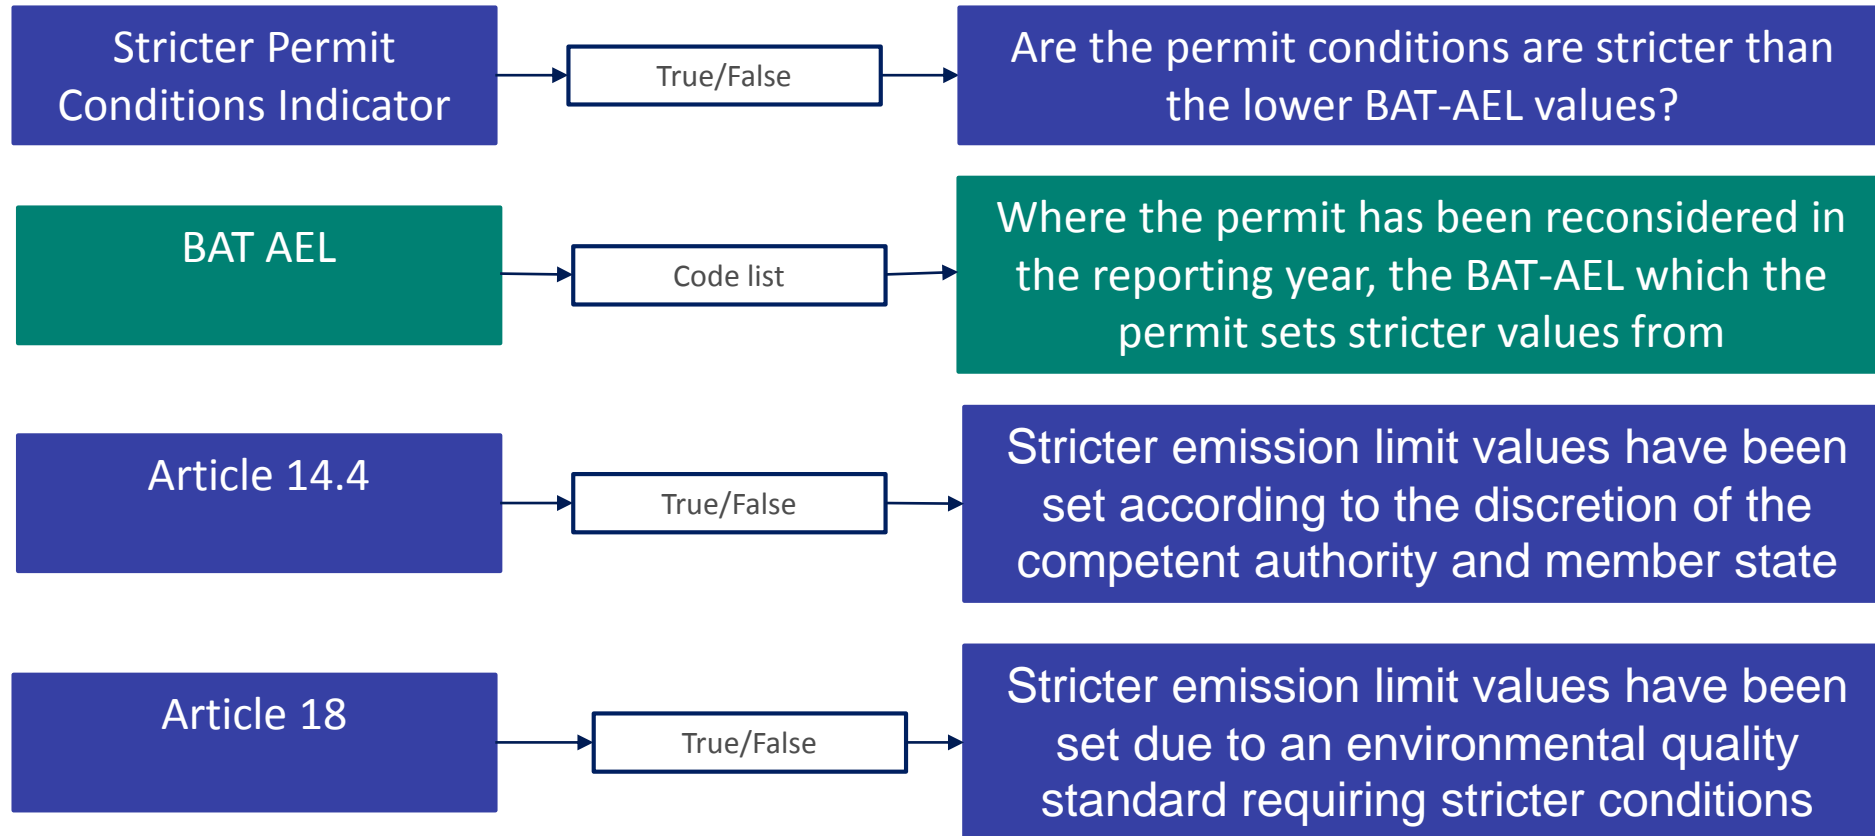 Stricter Permit
Conditions Indicator
True/False
Are the permit conditions are stricter than
the lower BAT-AEL values?
BAT AEL
Code list
Where the permit has been reconsidered in
the reporting year, the BAT-AEL which the
permit sets stricter values from
Article 14.4
True/False
Stricter emission limit values have been
set according to the discretion of the
competent authority and member state
Article 18
True/False
Stricter emission limit values have been
set due to an environmental quality
standard requiring stricter conditions